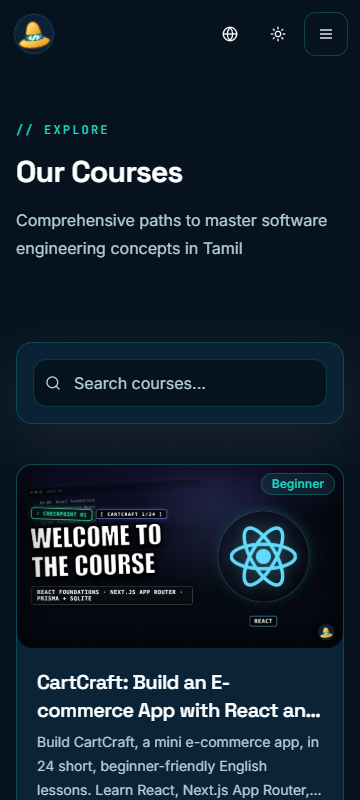 // EXPLORE
Our Courses
Comprehensive paths to master software
engineering concepts in Tamil
Search courses...
Beginner
CHECKPOINT 01 [ CARTCRAFT 1/24 ]
WELCOME TO
THE COURSE
REACT FOUNDATIONS · NEXT.JS APP ROUTER ·
PRISMA + SQLITE
REACT
CartCraft: Build an E-
commerce App with React an...
Build CartCraft, a mini e-commerce app, in
24 short, beginner-friendly English
lessons. Learn React, Next.js App Router,...